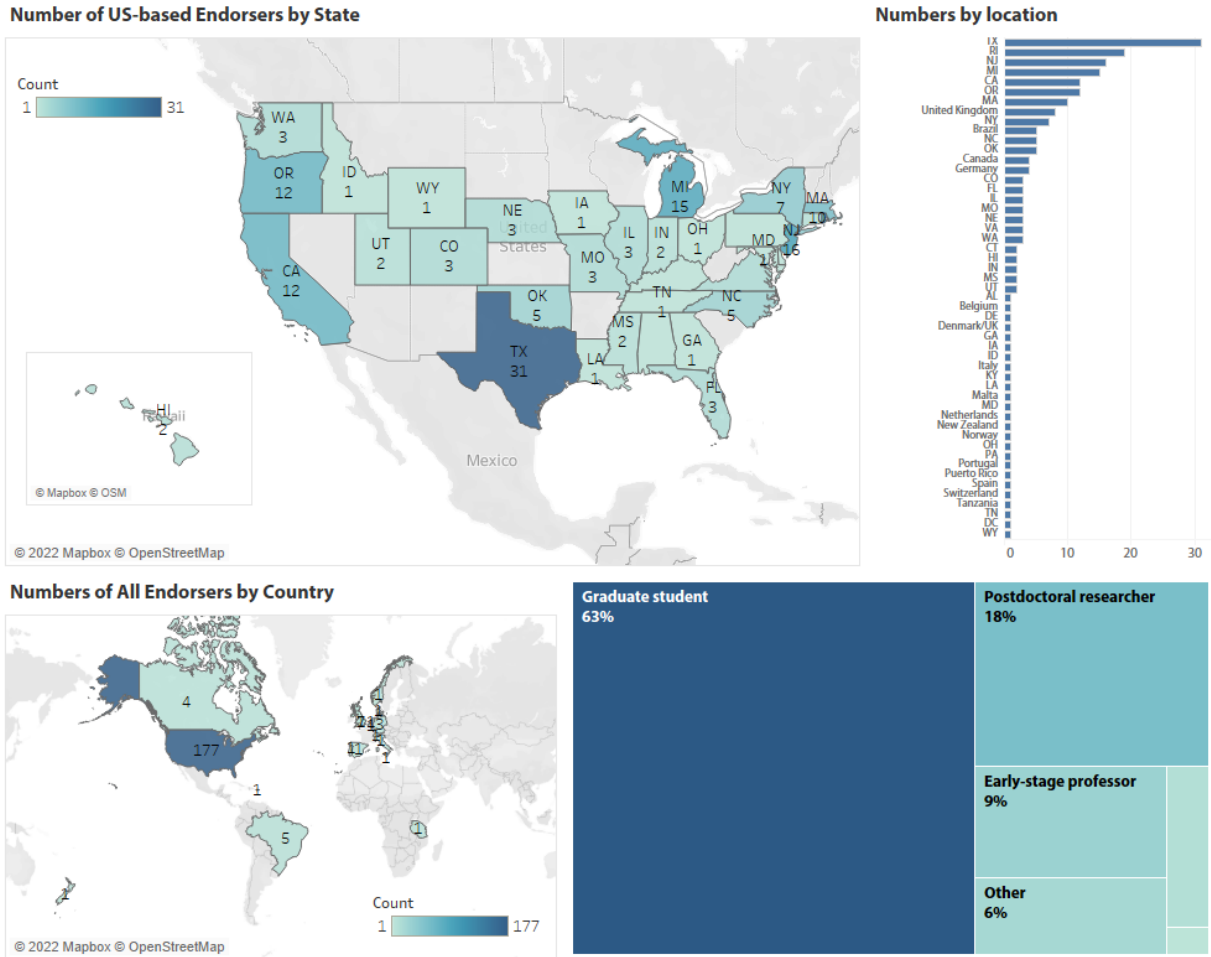 Number of US-based Endorsers by State
Count
1
31
WA
3
OR
12
ID
1
WY
1
CA
12
UT
2
CO
3
NE
3
IA
1
United
States
IL
3
IN
2
OH
1
MI
15
NY
7
MA
10
NJ
16
MD
MO
3
OK
5
TN
1
NC
5
TX
31
MS
2
LA
1
GA
1
FL
3
HI
2
Mexico
© Mapbox © OSM
© 2022 Mapbox © OpenStreetMap
Numbers by location
TX
RI
NJ
MI
CA
OR
MA
United Kingdom
NY
Brazil
NC
OK
Canada
Germany
CO
FL
IL
MO
NE
VA
WA
CT
HI
IN
MS
UT
AL
Belgium
DE
Denmark/UK
GA
IA
ID
Italy
KY
LA
Malta
MD
Netherlands
New Zealand
Norway
OH
PA
Portugal
Puerto Rico
Spain
Switzerland
Tanzania
TN
DC
WY
0 10 20 30
Numbers of All Endorsers by Country
4
177
1
5
1
1
1
1
Count
1
177
© 2022 Mapbox © OpenStreetMap
Graduate student
63%
Postdoctoral researcher
18%
Early-stage professor
9%
Other
6%